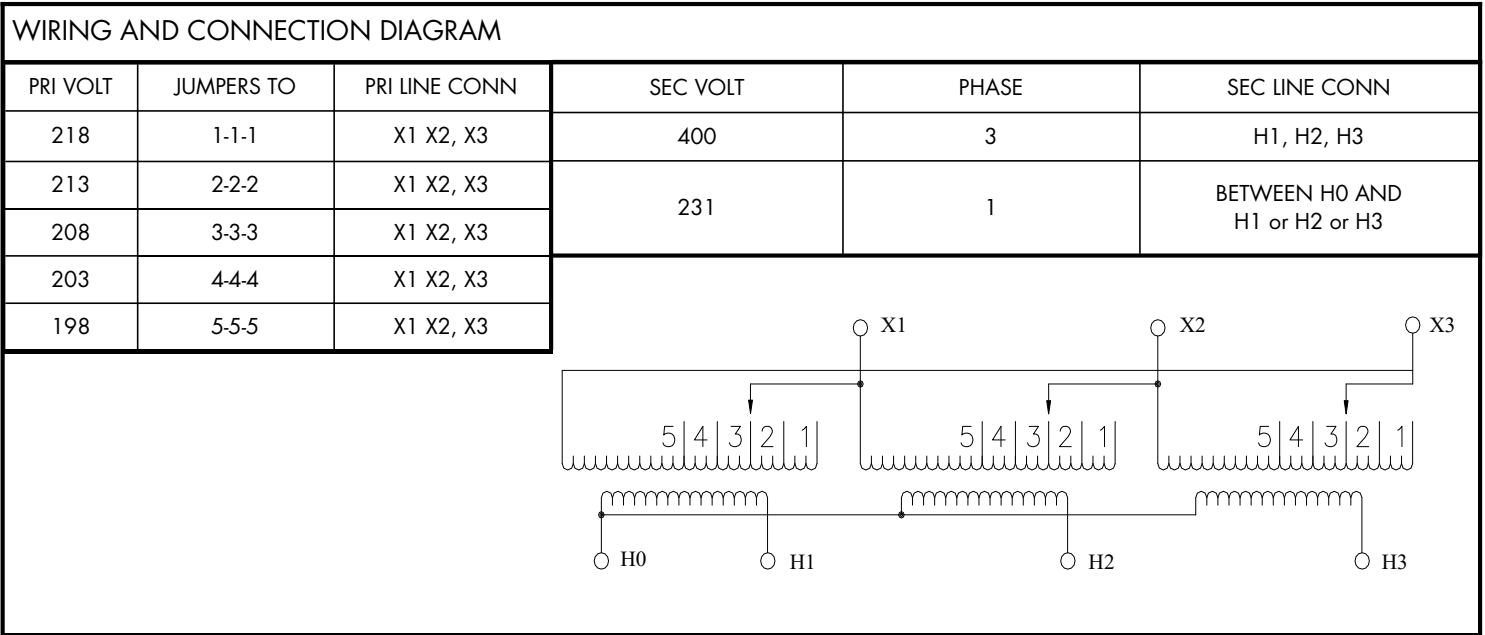 WIRING AND CONNECTION DIAGRAM
PRI VOLT JUMPERS TO PRI LINE CONN SEC VOLT PHASE SEC LINE CONN
218 1-1-1 X1 X2, X3 400 3 H1, H2, H3
213 2-2-2 X1 X2, X3
231 1 BETWEEN H0 AND
H1 or H2 or H3
208 3-3-3 X1 X2, X3
203 4-4-4 X1 X2, X3
198 5-5-5 X1 X2, X3
X1 X2 X3
5 4 3 2 1 5 4 3 2 1 5 4 3 2 1
H0 H1 H2 H3